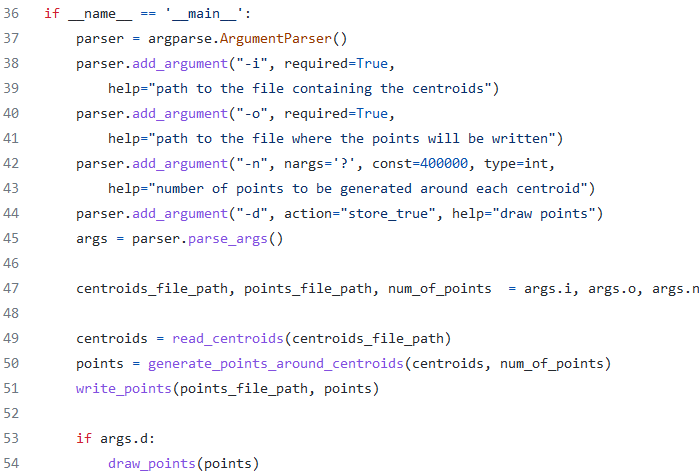 36 if __name__ == '__main__':
37     parser = argparse.ArgumentParser()
38     parser.add_argument("-i", required=True,
39         help="path to the file containing the centroids")
40     parser.add_argument("-o", required=True,
41         help="path to the file where the points will be written")
42     parser.add_argument("-n", nargs='?', const=400000, type=int,
43         help="number of points to be generated around each centroid")
44     parser.add_argument("-d", action="store_true", help="draw points")
45     args = parser.parse_args()
46
47     centroids_file_path, points_file_path, num_of_points  = args.i, args.o, args.n
48
49     centroids = read_centroids(centroids_file_path)
50     points = generate_points_around_centroids(centroids, num_of_points)
51     write_points(points_file_path, points)
52
53     if args.d:
54         draw_points(points)